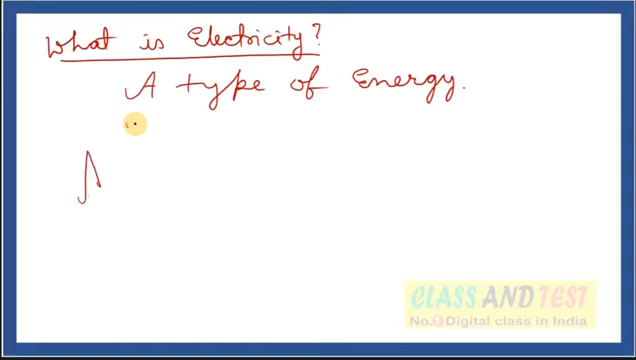 What is Electricity?
A type of Energy.
CLASS AND TEST
No.1 Digital class in India